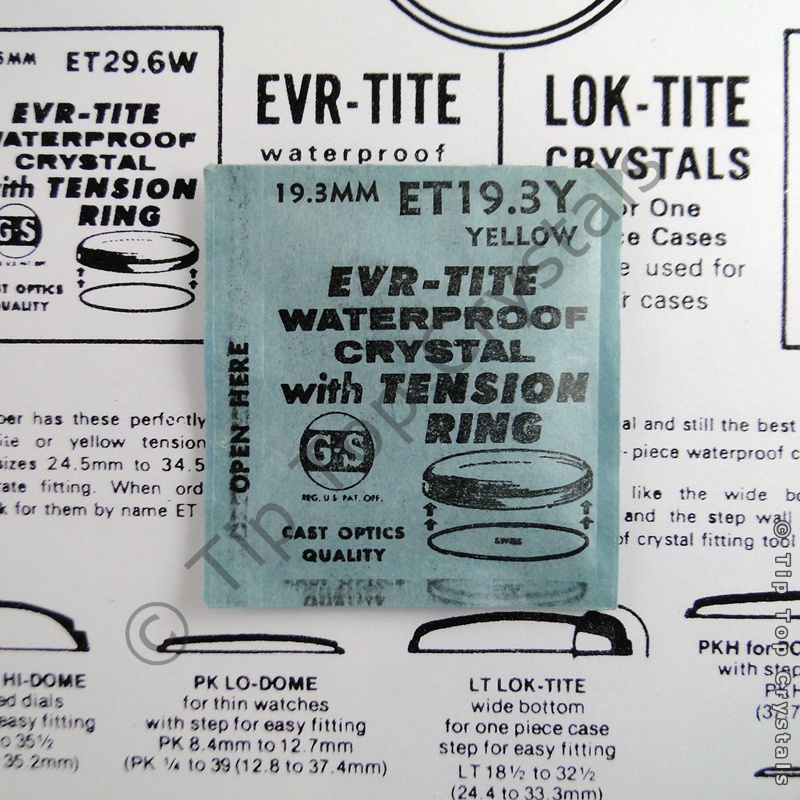 5MM ET29.6W
EVR-TITE
WATERPROOF
CRYSTAL
with TENSION
RING
G-S
CAST OPTICS
QUALITY
EVR-TITE
waterproof
LOK-TITE
CRYSTALS
or One
Cases
used for
cases
19.3MM ET19.3Y
YELLOW
EVR-TITE
WATERPROOF
CRYSTAL
with TENSION
RING
G-S
REG. U.S. PAT. OFF.
CAST OPTICS
QUALITY
SWISS
OPEN HERE
per has these perfectly
or yellow tension
sizes 24.5mm to 34.5
rate fitting. When ord
k for them by name ET
al and still the best
piece waterproof c
like the wide bo
and the step wall
of crystal fitting tool
HI-DOME
ed dials
easy fitting
to 35½
35.2mm)
PK LO-DOME
for thin watches
with step for easy fitting
PK 8.4mm to 12.7mm
(PK ¼ to 39 (12.8 to 37.4mm)
LT LOK-TITE
wide bottom
for one piece case
step for easy fitting
LT 18½ to 32½
(24.4 to 33.3mm)
PKH for
with step
© Tip Top Crystals
© Tip Top Crystals